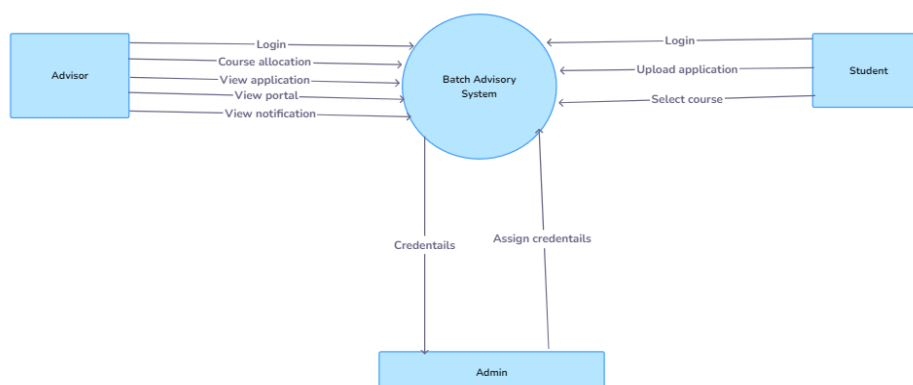 Login
Login
Course allocation
Advisor
Batch Advisory
System
Upload application
Student
View application
View portal
Select course
View notification
Credentails
Assign credentails
Admin